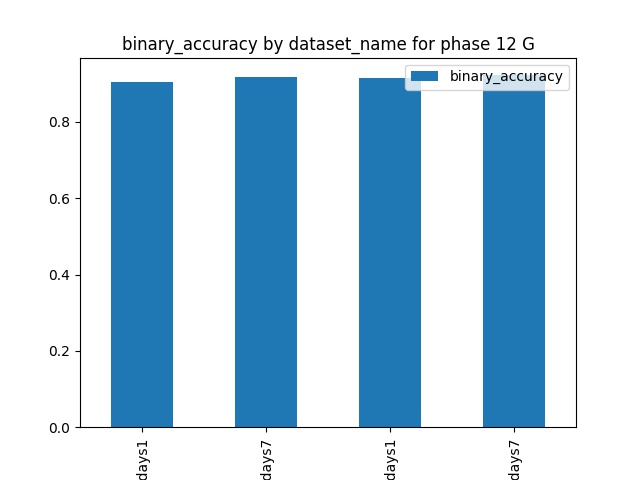 binary_accuracy by dataset_name for phase 12 G
binary_accuracy
0.8
0.6
0.4
0.2
0.0
days1
days7
days1
days7